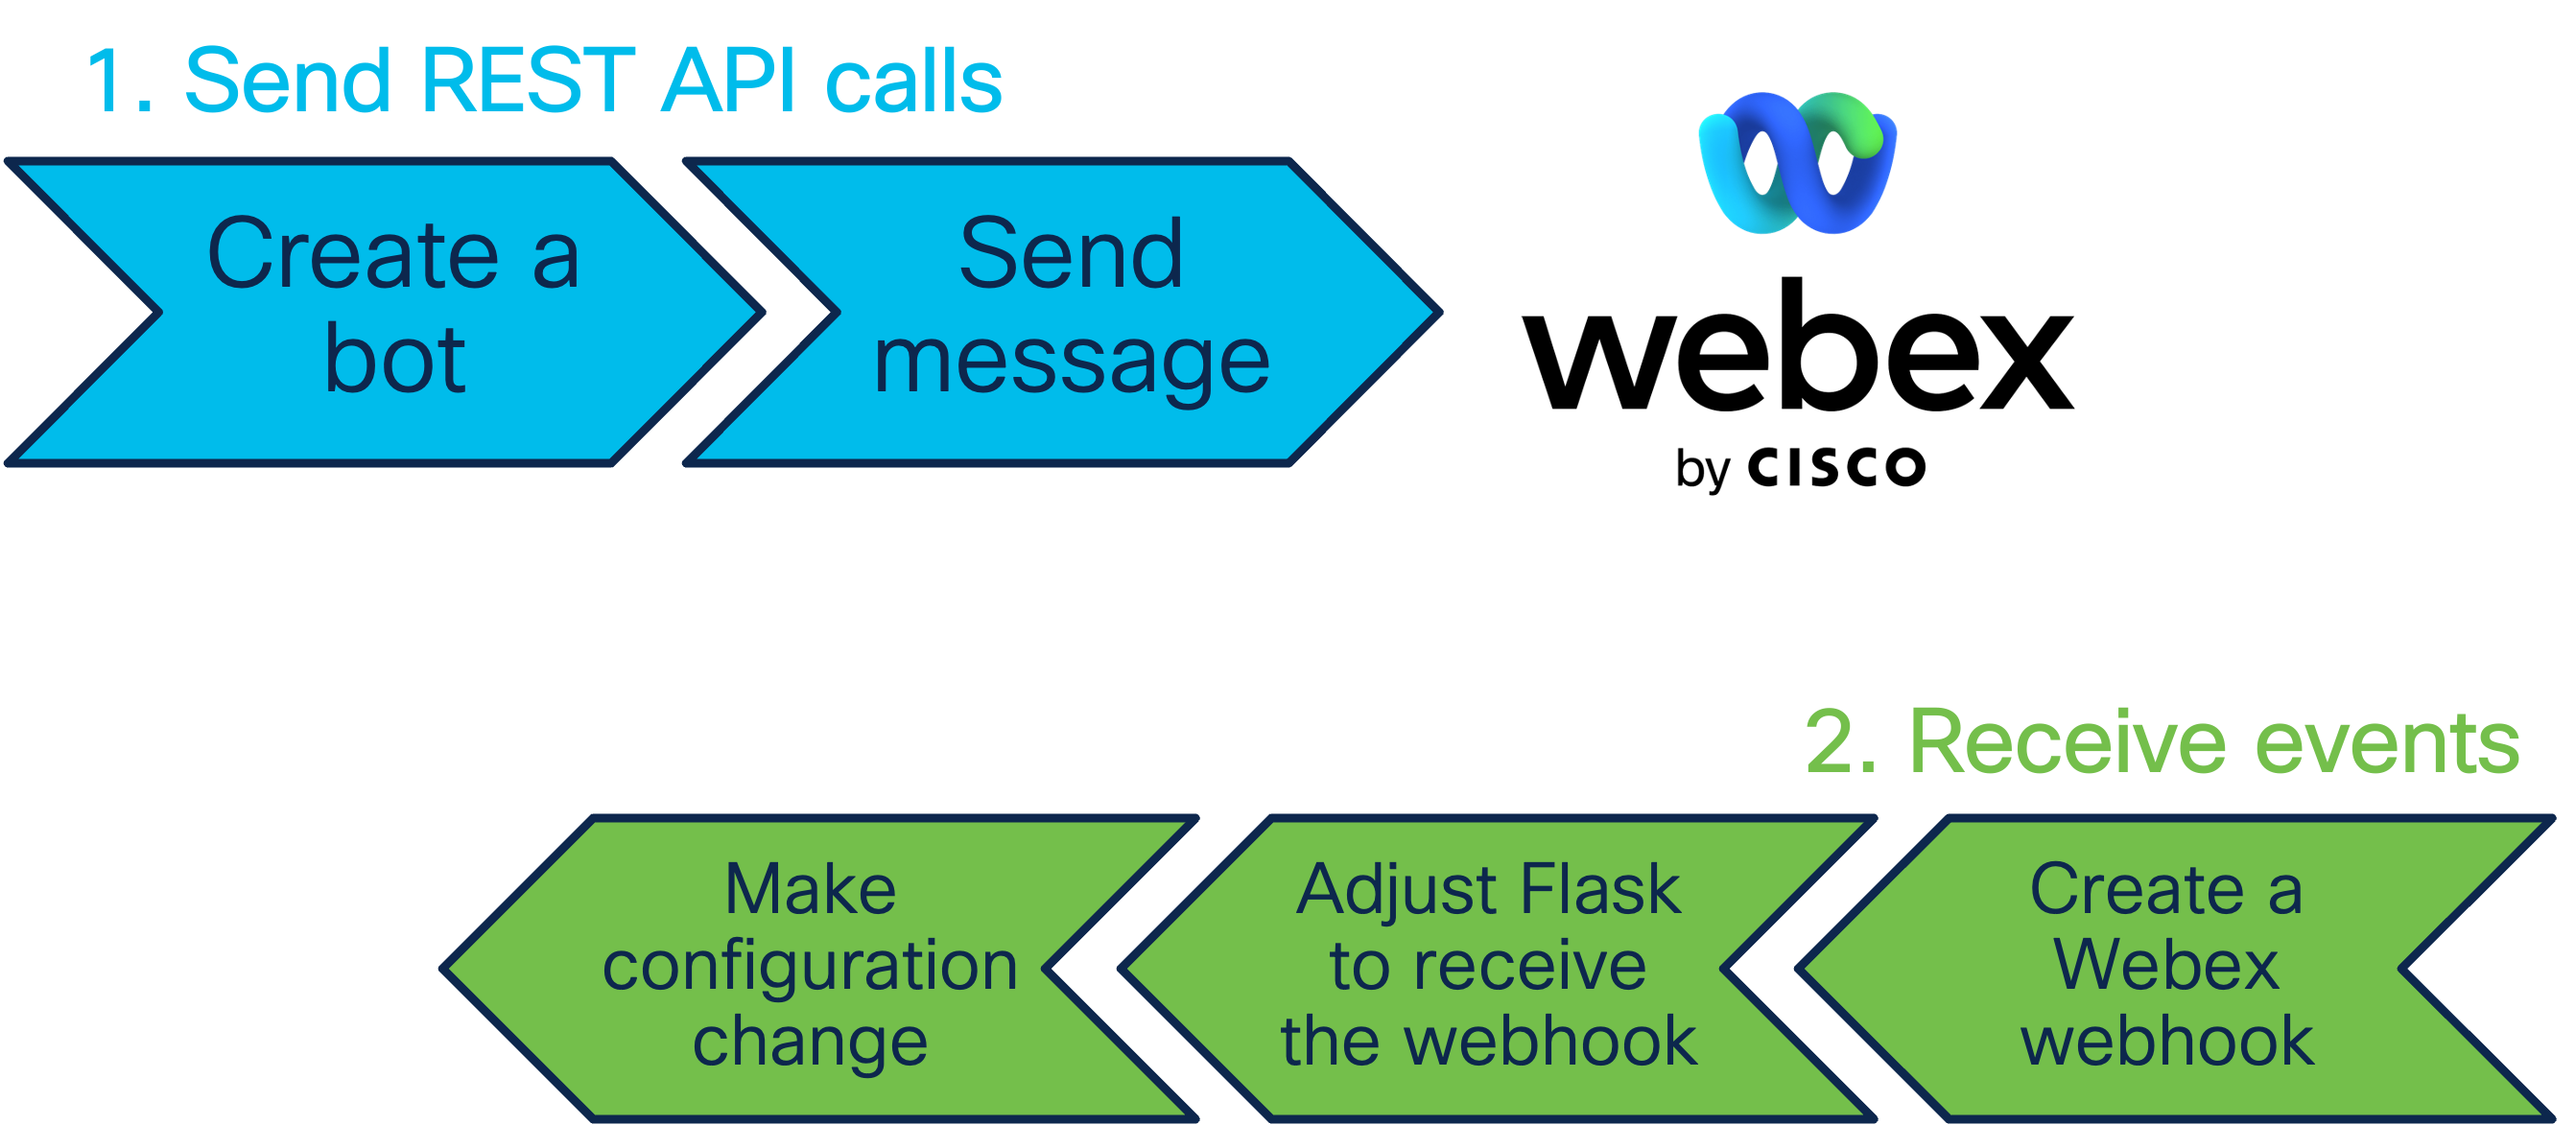 1. Send REST API calls
Create a
bot
Send
message
webex
by CISCO
2. Receive events
Make
configuration
change
Adjust Flask
to receive
the webhook
Create a
Webex
webhook